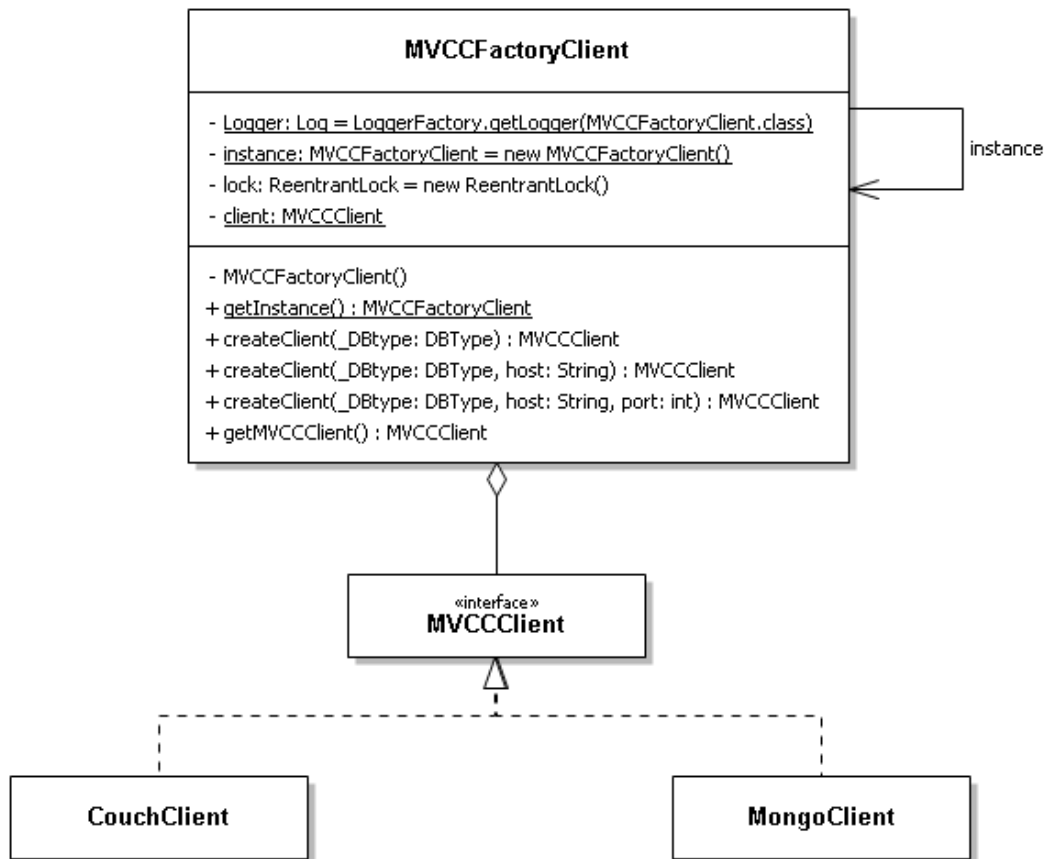 MVCCFactoryClient
- Logger: Log = LoggerFactory.getLogger(MVCCFactoryClient.class)
- instance: MVCCFactoryClient = new MVCCFactoryClient()
- lock: ReentrantLock = new ReentrantLock()
- client: MVCCClient
instance
- MVCCFactoryClient()
+ getInstance() : MVCCFactoryClient
+ createClient(_DBtype: DBType) : MVCCClient
+ createClient(_DBtype: DBType, host: String) : MVCCClient
+ createClient(_DBtype: DBType, host: String, port: int) : MVCCClient
+ getMVCCClient() : MVCCClient
«interface»
MVCCClient
CouchClient
MongoClient